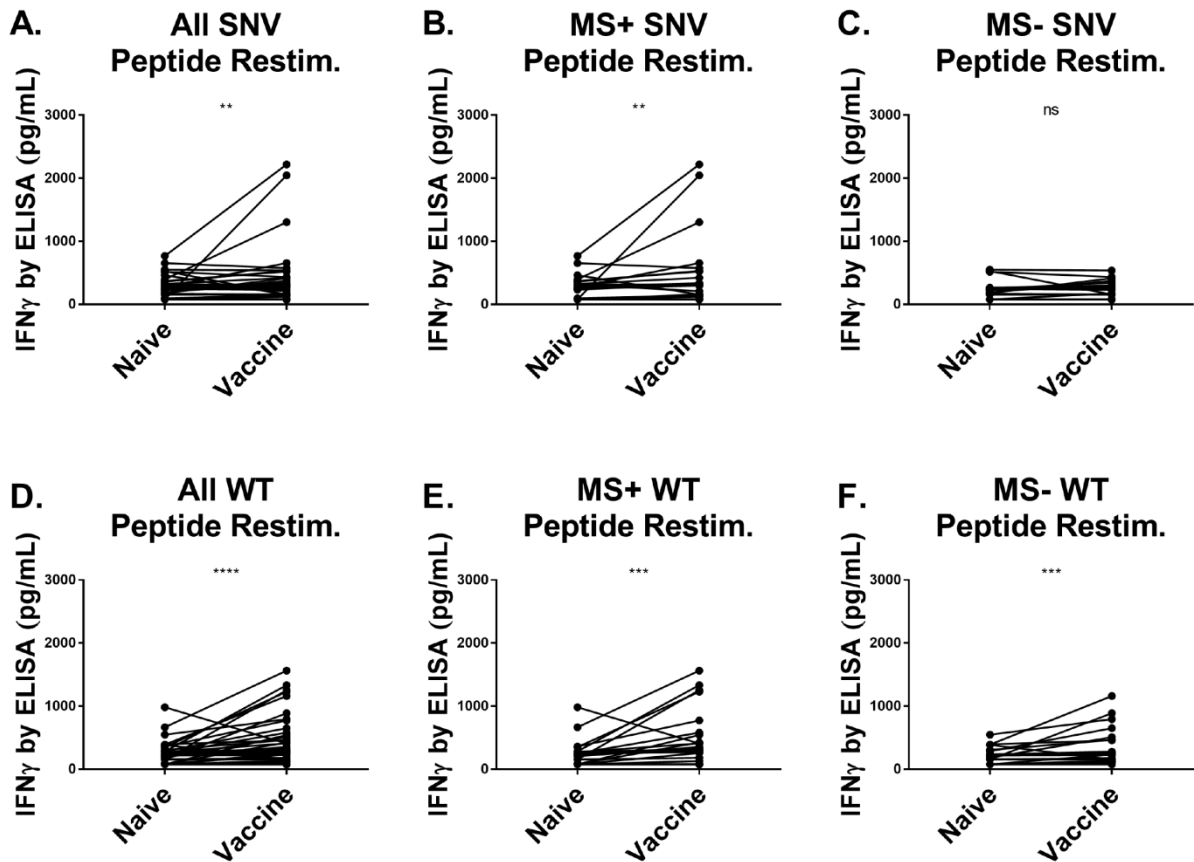 A. All SNV
Peptide Restim.
IFNγ by ELISA (pg/mL)
**
3000
2000
1000
0
Naive
Vaccine
B. MS+ SNV
Peptide Restim.
IFNγ by ELISA (pg/mL)
**
3000
2000
1000
0
Naive
Vaccine
C. MS- SNV
Peptide Restim.
IFNγ by ELISA (pg/mL)
ns
3000
2000
1000
0
Naive
Vaccine
D. All WT
Peptide Restim.
IFNγ by ELISA (pg/mL)
****
3000
2000
1000
0
Naive
Vaccine
E. MS+ WT
Peptide Restim.
IFNγ by ELISA (pg/mL)
***
3000
2000
1000
0
Naive
Vaccine
F. MS- WT
Peptide Restim.
IFNγ by ELISA (pg/mL)
***
3000
2000
1000
0
Naive
Vaccine